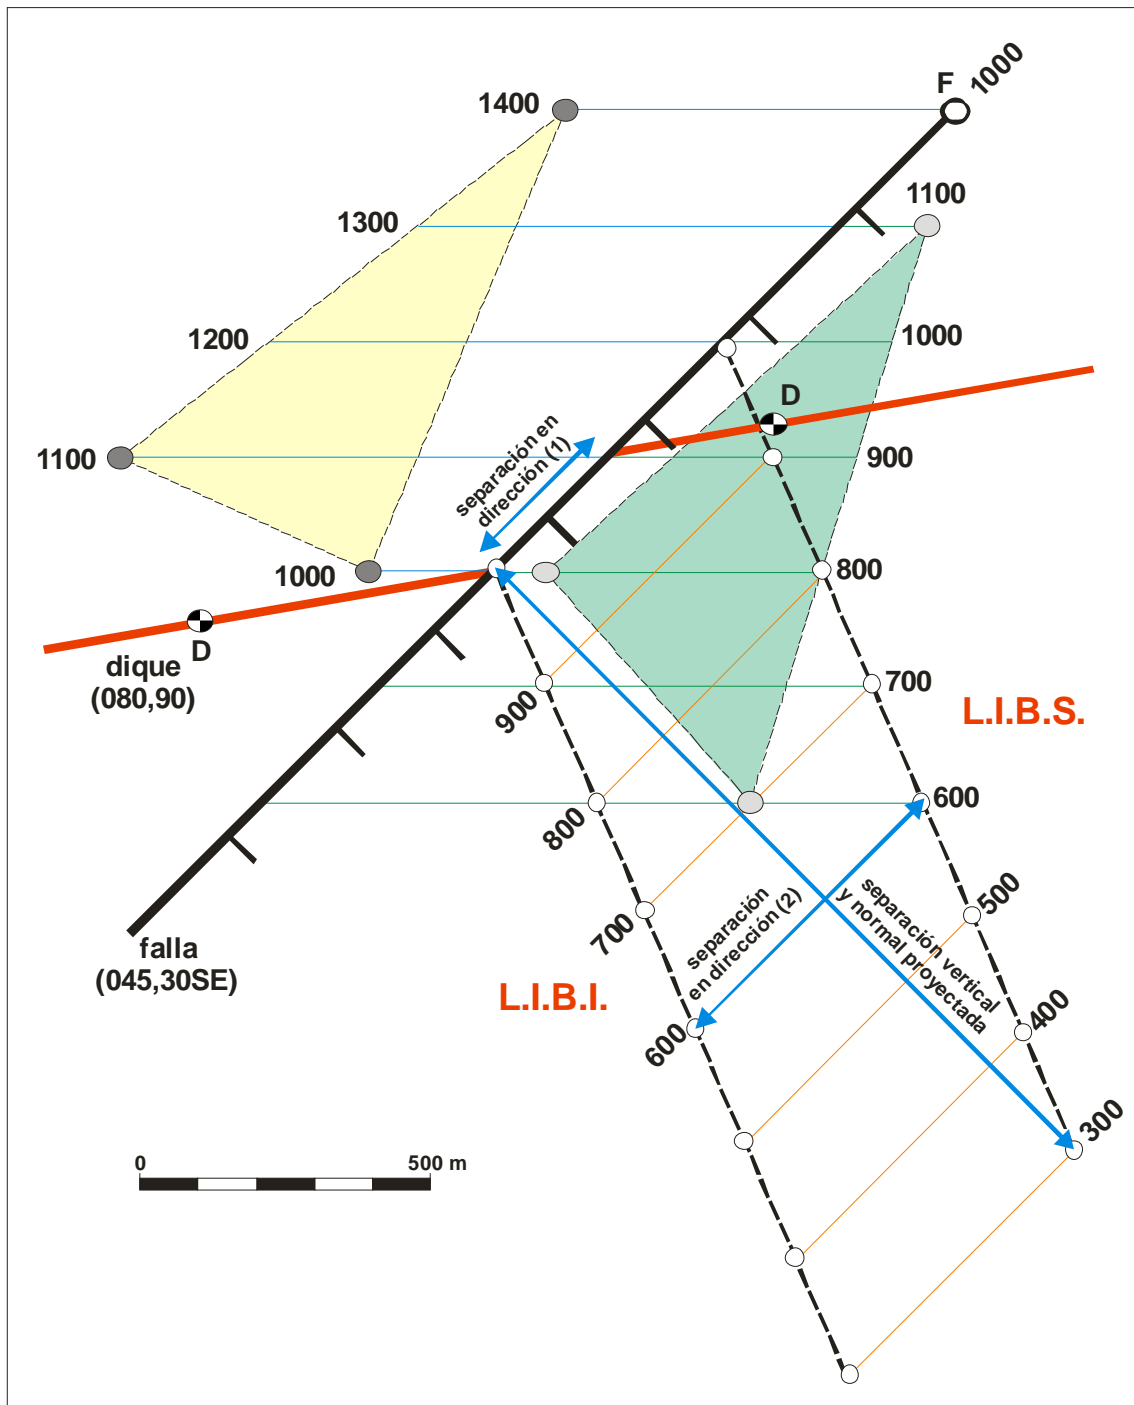 F
1000
1400
1100
1300
1200
1000
D
1100
900
separación en
dirección (1)
1000
800
D
dique
(080,90)
900
700
L.I.B.S.
800
600
falla
(045,30SE)
700
500
separación
en dirección (2)
separación vertical
y normal proyectada
L.I.B.I.
600
400
300
0
500 m